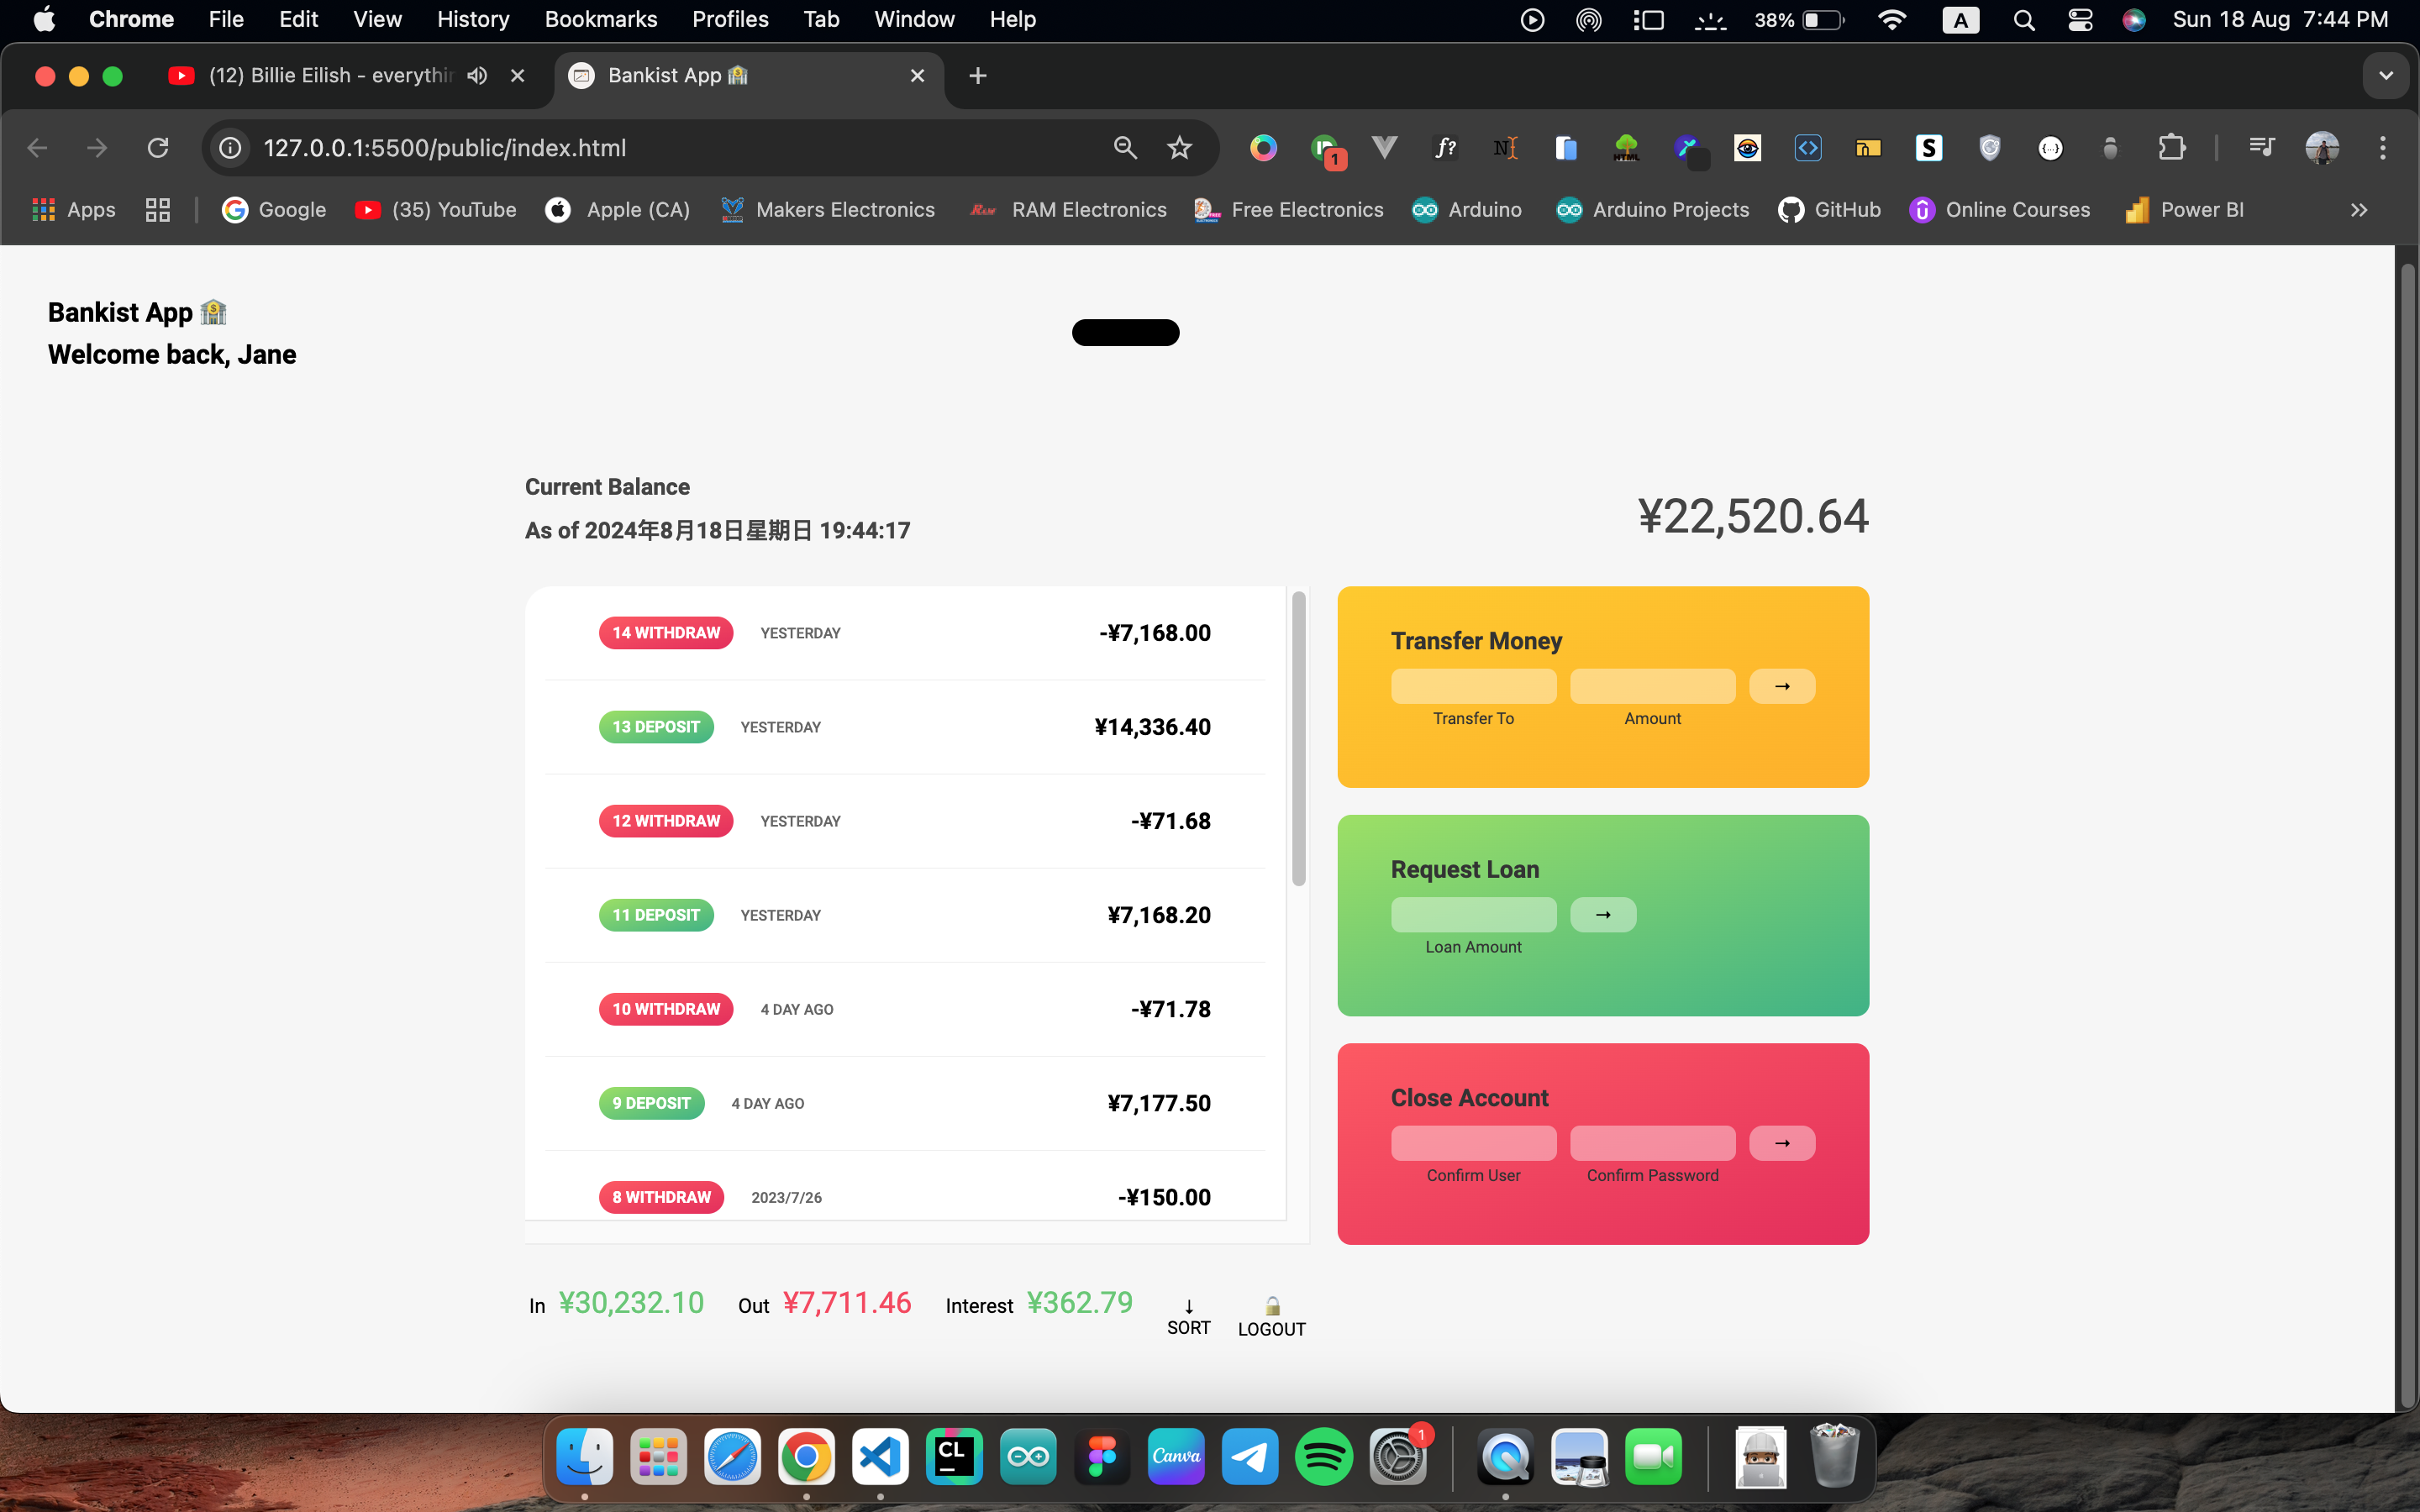 Chrome File Edit View History Bookmarks Profiles Tab Window Help 38% A Sun 18 Aug 7:44 PM
(12) Billie Eilish - everythin Bankist App
127.0.0.1:5500/public/index.html
1
Apps Google (35) YouTube Apple (CA) Makers Electronics RAM Electronics Free Electronics Arduino Arduino Projects GitHub Online Courses Power BI
Bankist App
Welcome back, Jane
Current Balance
As of 2024年8月18日星期日 19:44:17
¥22,520.64
14 WITHDRAW YESTERDAY -¥7,168.00
13 DEPOSIT YESTERDAY ¥14,336.40
12 WITHDRAW YESTERDAY -¥71.68
11 DEPOSIT YESTERDAY ¥7,168.20
10 WITHDRAW 4 DAY AGO -¥71.78
9 DEPOSIT 4 DAY AGO ¥7,177.50
8 WITHDRAW 2023/7/26 -¥150.00
Transfer Money
→
Transfer To Amount
Request Loan
→
Loan Amount
Close Account
→
Confirm User Confirm Password
In ¥30,232.10 Out ¥7,711.46 Interest ¥362.79
↓
SORT
LOGOUT
CL
Canva
1